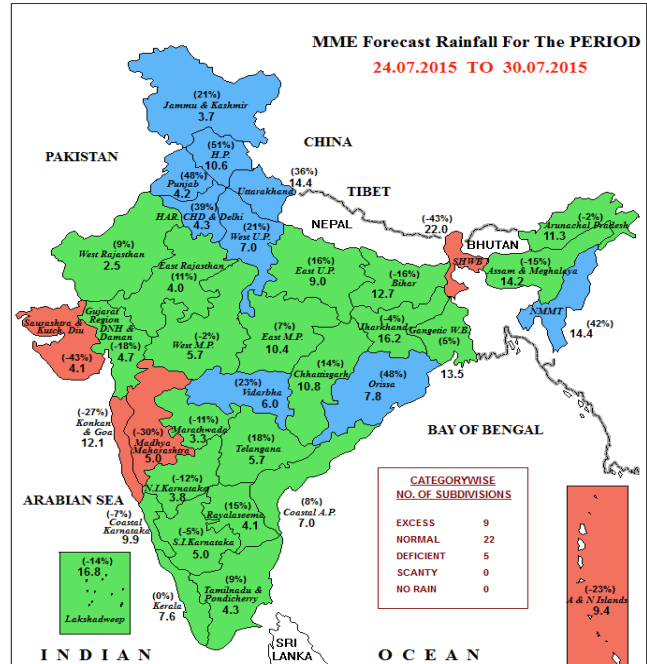 MME Forecast Rainfall For The PERIOD
24.07.2015 TO 30.07.2015
(21%)
Jammu & Kashmir
3.7
CHINA
(51%)
H.P.
10.6
PAKISTAN
(48%)
Punjab
4.2
(36%)
14.4
Uttarakhand
TIBET
(39%)
HAR. CHD & Delhi
4.3
(21%)
West U.P.
7.0
NEPAL
(-43%)
22.0
(-2%)
Arunachal Pradesh
11.3
BHUTAN
(9%)
West Rajasthan
2.5
East Rajasthan
(11%)
4.0
(16%)
East U.P.
9.0
(-16%)
Bihar
12.7
SHWB
(-15%)
Assam & Meghalaya
14.2
Saurashtra &
Kutch, Diu
(-43%)
4.1
Gujarat
Region
DNH &
Daman
(-18%)
4.7
(-2%)
West M.P.
5.7
(7%)
East M.P.
10.4
(-4%)
Jharkhand
16.2
Gangetic W.B.
(5%)
13.5
NMMT
(42%)
14.4
(14%)
Chhattisgarh
10.8
(48%)
Orissa
7.8
(23%)
Vidarbha
6.0
(-27%)
Konkan
& Goa
12.1
(-30%)
Madhya
Maharashtra
5.0
(-11%)
Marathwada
3.3
(18%)
Telangana
5.7
BAY OF BENGAL
ARABIAN SEA
(-12%)
N.I.Karnataka
3.8
(15%)
Rayalaseema
4.1
(8%)
Coastal A.P.
7.0
(-7%)
Coastal
Karnataka
9.9
(-5%)
S.I.Karnataka
5.0
CATEGORYWISE
NO. OF SUBDIVISIONS
EXCESS 9
NORMAL 22
DEFICIENT 5
SCANTY 0
NO RAIN 0
(-14%)
16.8
Lakshadweep
(0%)
Kerala
7.6
(9%)
Tamilnadu &
Pondicherry
4.3
(-23%)
A & N Islands
9.4
SRI
LANKA
INDIAN OCEAN